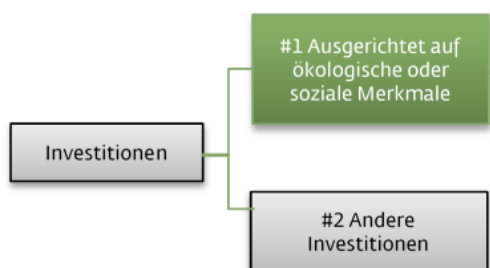 #1 Ausgerichtet auf
ökologische oder
soziale Merkmale
Investitionen
#2 Andere
Investitionen